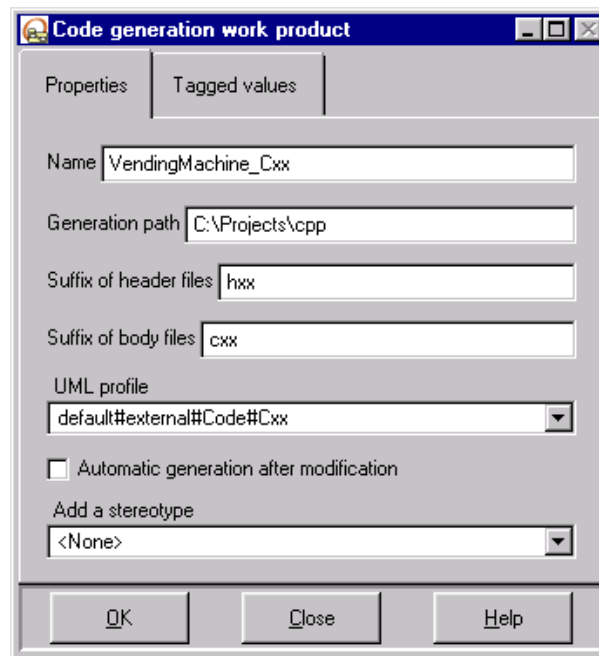 Code generation work product
Properties
Tagged values
Name VendingMachine_Cxx
Generation path C:\Projects\cpp
Suffix of header files hxx
Suffix of body files cxx
UML profile
default#external#Code#Cxx
Automatic generation after modification
Add a stereotype
<None>
OK Close Help